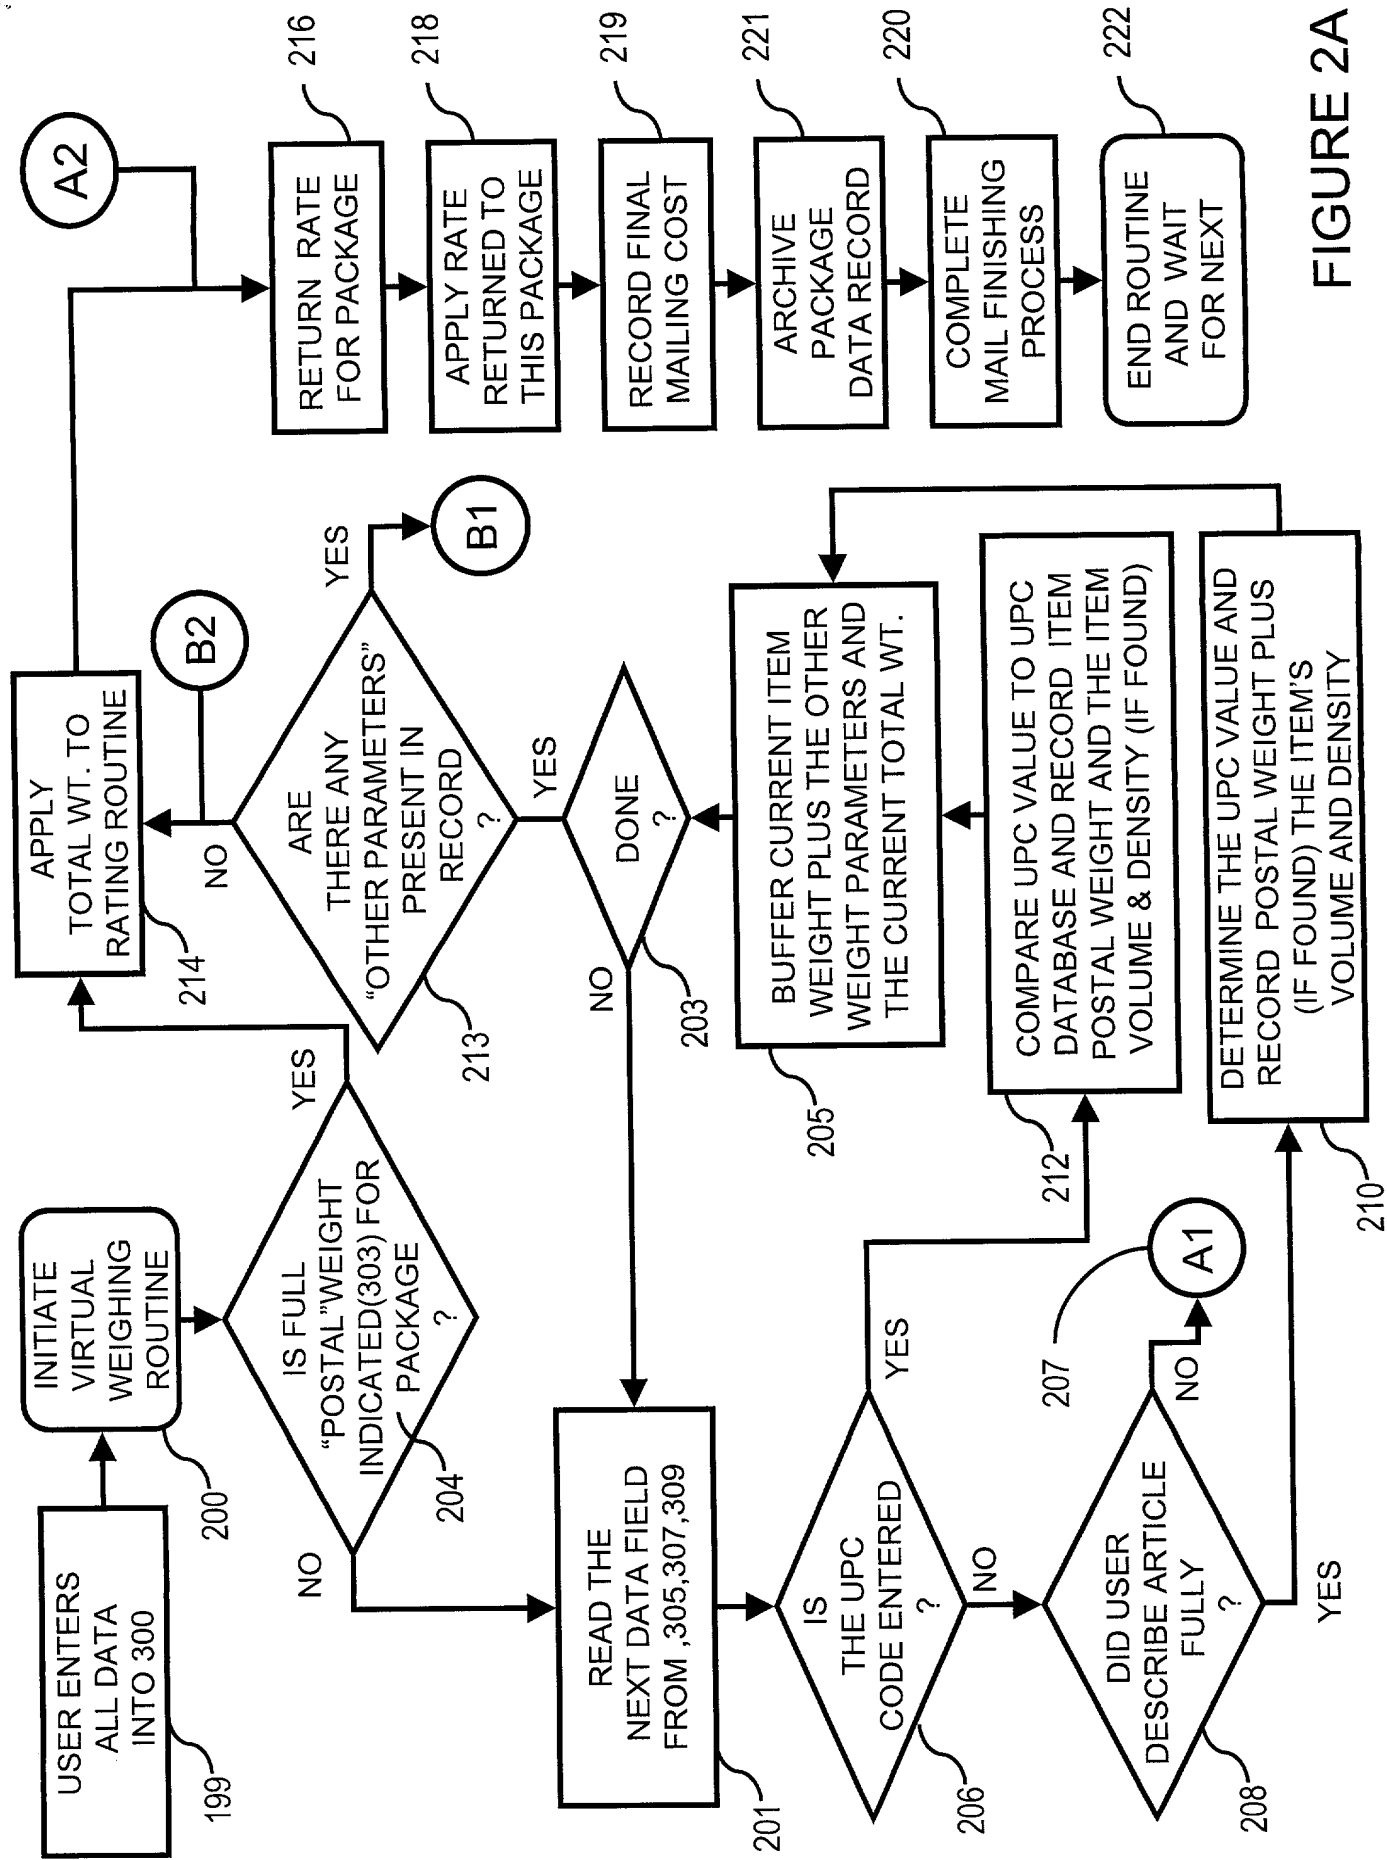 USER ENTERS
ALL DATA
INTO 300
199
INITIATE
VIRTUAL
WEIGHING
ROUTINE
200
IS FULL
“POSTAL”WEIGHT
INDICATED(303) FOR
PACKAGE
?
204
YES
NO
APPLY
TOTAL WT. TO
RATING ROUTINE
214
B2
NO
ARE
THERE ANY
“OTHER PARAMETERS”
PRESENT IN
RECORD
?
213
YES
B1
YES
DONE
?
203
NO
READ THE
NEXT DATA FIELD
FROM ,305,307,309
201
IS
THE UPC
CODE ENTERED
?
206
YES
NO
DID USER
DESCRIBE ARTICLE
FULLY
?
208
NO
YES
207
A1
BUFFER CURRENT ITEM
WEIGHT PLUS THE OTHER
WEIGHT PARAMETERS AND
THE CURRENT TOTAL WT.
205
COMPARE UPC VALUE TO UPC
DATABASE AND RECORD ITEM
POSTAL WEIGHT AND THE ITEM
VOLUME & DENSITY (IF FOUND)
212
DETERMINE THE UPC VALUE AND
RECORD POSTAL WEIGHT PLUS
(IF FOUND) THE ITEM'S
VOLUME AND DENSITY
210
A2
RETURN RATE
FOR PACKAGE
216
APPLY RATE
RETURNED TO
THIS PACKAGE
218
RECORD FINAL
MAILING COST
219
ARCHIVE
PACKAGE
DATA RECORD
221
COMPLETE
MAIL FINISHING
PROCESS
220
END ROUTINE
AND WAIT
FOR NEXT
222
FIGURE 2A